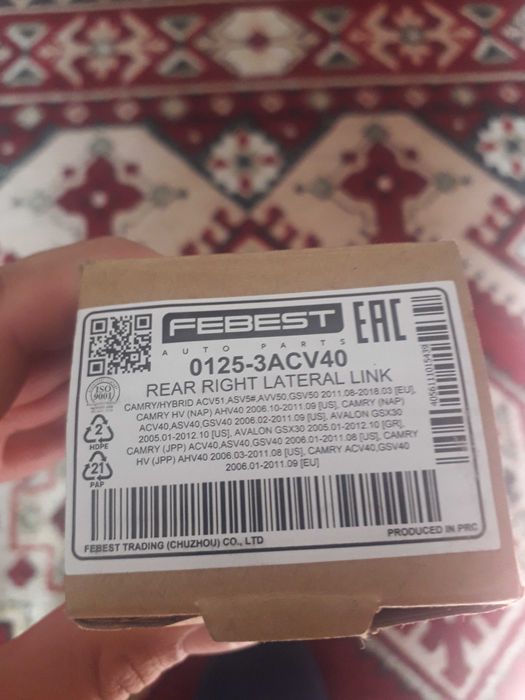 FEBEST
AUTO PARTS
EAC
0125-3ACV40
REAR RIGHT LATERAL LINK
CAMRY/HYBRID ACV51,ASV5#,AVV50,GSV50 2011.08-2018.03 [EU],
CAMRY HV (NAP) AHV40 2006.10-2011.09 [US], CAMRY (NAP)
ACV40,ASV40,GSV40 2006.02-2011.09 [US], AVALON GSX30
2005.01-2012.10 [US], AVALON GSX30 2005.01-2012.10 [GR],
CAMRY (JPP) ACV40,ASV40,GSV40 2006.01-2011.08 [US], CAMRY
HV (JPP) AHV40 2006.03-2011.08 [US], CAMRY ACV40,GSV40
2006.01-2011.09 [EU]
ISO
9001
2
HDPE
21
PAP
4056111015439
FEBEST TRADING (CHUZHOU) CO., LTD
PRODUCED IN PRC